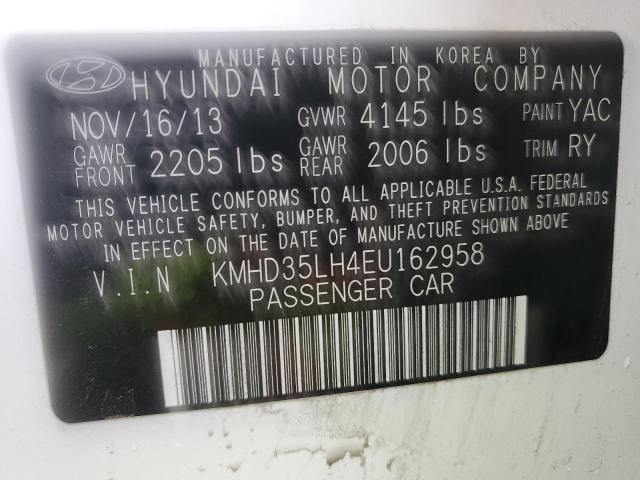 MANUFACTURED IN KOREA BY
HYUNDAI MOTOR COMPANY
NOV/16/13 GVWR 4145 lbs PAINT YAC
GAWR FRONT 2205 lbs GAWR REAR 2006 lbs TRIM RY
THIS VEHICLE CONFORMS TO ALL APPLICABLE U.S.A. FEDERAL
MOTOR VEHICLE SAFETY, BUMPER, AND THEFT PREVENTION STANDARDS
IN EFFECT ON THE DATE OF MANUFACTURE SHOWN ABOVE
V.I.N KMHD35LH4EU162958
PASSENGER CAR